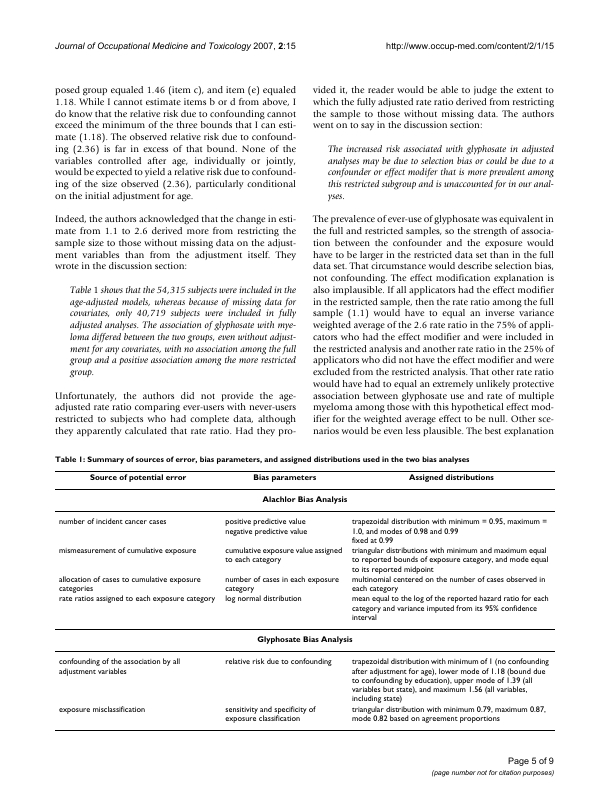 Journal of Occupational Medicine and Toxicology 2007, 2:15
http://www.occup-med.com/content/2/1/15
posed group equaled 1.46 (item c), and item (e) equaled
1.18. While I cannot estimate items b or d from above, I
do know that the relative risk due to confounding cannot
exceed the minimum of the three bounds that I can esti-
mate (1.18). The observed relative risk due to confound-
ing (2.36) is far in excess of that bound. None of the
variables controlled after age, individually or jointly,
would be expected to yield a relative risk due to confound-
ing of the size observed (2.36), particularly conditional
on the initial adjustment for age.
Indeed, the authors acknowledged that the change in esti-
mate from 1.1 to 2.6 derived more from restricting the
sample size to those without missing data on the adjust-
ment variables than from the adjustment itself. They
wrote in the discussion section:
Table 1 shows that the 54,315 subjects were included in the
age-adjusted models, whereas because of missing data for
covariates, only 40,719 subjects were included in fully
adjusted analyses. The association of glyphosate with mye-
loma differed between the two groups, even without adjust-
ment for any covariates, with no association among the full
group and a positive association among the more restricted
group.
Unfortunately, the authors did not provide the age-
adjusted rate ratio comparing ever-users with never-users
restricted to subjects who had complete data, although
they apparently calculated that rate ratio. Had they pro-
vided it, the reader would be able to judge the extent to
which the fully adjusted rate ratio derived from restricting
the sample to those without missing data. The authors
went on to say in the discussion section:
The increased risk associated with glyphosate in adjusted
analyses may be due to selection bias or could be due to a
confounder or effect modifer that is more prevalent among
this restricted subgroup and is unaccounted for in our anal-
yses.
The prevalence of ever-use of glyphosate was equivalent in
the full and restricted samples, so the strength of associa-
tion between the confounder and the exposure would
have to be larger in the restricted data set than in the full
data set. That circumstance would describe selection bias,
not confounding. The effect modification explanation is
also implausible. If all applicators had the effect modifier
in the restricted sample, then the rate ratio among the full
sample (1.1) would have to equal an inverse variance
weighted average of the 2.6 rate ratio in the 75% of appli-
cators who had the effect modifier and were included in
the restricted analysis and another rate ratio in the 25% of
applicators who did not have the effect modifier and were
excluded from the restricted analysis. That other rate ratio
would have had to equal an extremely unlikely protective
association between glyphosate use and rate of multiple
myeloma among those with this hypothetical effect mod-
ifier for the weighted average effect to be null. Other sce-
narios would be even less plausible. The best explanation
Table 1: Summary of sources of error, bias parameters, and assigned distributions used in the two bias analyses
Source of potential error
Bias parameters
Assigned distributions
Alachlor Bias Analysis
number of incident cancer cases
positive predictive value
negative predictive value
trapezoidal distribution with minimum = 0.95, maximum =
1.0, and modes of 0.98 and 0.99
fixed at 0.99
mismeasurement of cumulative exposure
cumulative exposure value assigned
to each category
triangular distributions with minimum and maximum equal
to reported bounds of exposure category, and mode equal
to its reported midpoint
allocation of cases to cumulative exposure
categories
number of cases in each exposure
category
multinomial centered on the number of cases observed in
each category
rate ratios assigned to each exposure category
log normal distribution
mean equal to the log of the reported hazard ratio for each
category and variance imputed from its 95% confidence
interval
Glyphosate Bias Analysis
confounding of the association by all
adjustment variables
relative risk due to confounding
trapezoidal distribution with minimum of 1 (no confounding
after adjustment for age), lower mode of 1.18 (bound due
to confounding by education), upper mode of 1.39 (all
variables but state), and maximum 1.56 (all variables,
including state)
exposure misclassification
sensitivity and specificity of
exposure classification
triangular distribution with minimum 0.79, maximum 0.87,
mode 0.82 based on agreement proportions
Page 5 of 9
(page number not for citation purposes)